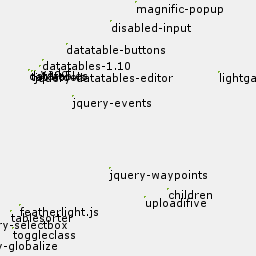 magnific-popup
disabled-input
datatable-buttons
datatables-1.10
jquery-datatables-editor
lightga
jquery-events
jquery-waypoints
children
uploadifive
featherlight.js
tablesorter
ry-selectbox
toggleclass
y-globalize